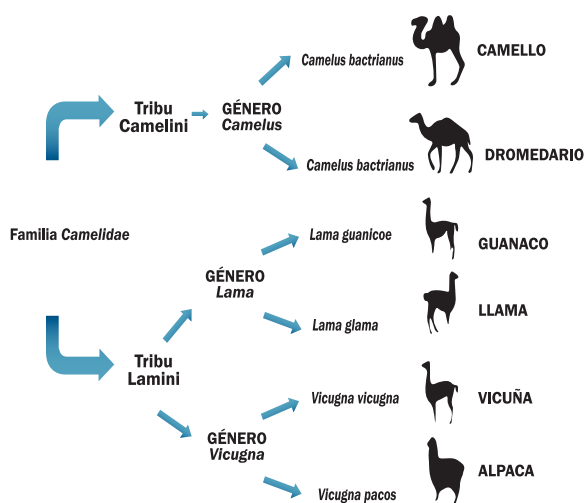 Camelus bactrianus
CAMELLO
Tribu
Camelini
GÉNERO
Camelus
Camelus bactrianus
DROMEDARIO
Familia Camelidae
Lama guanicoe
GUANACO
GÉNERO
Lama
Lama glama
LLAMA
Tribu
Lamini
Vicugna vicugna
VICUÑA
GÉNERO
Vicugna
Vicugna pacos
ALPACA